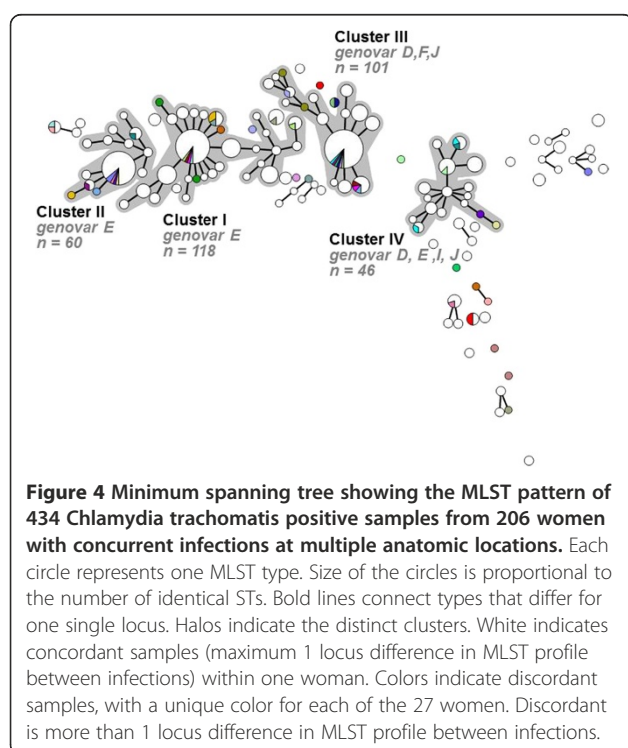 Cluster III
genovar D,F,J
n = 101
Cluster II
genovar E
n = 60
Cluster I
genovar E
n = 118
Cluster IV
genovar D, E ,I, J
n = 46
Figure 4 Minimum spanning tree showing the MLST pattern of
434 Chlamydia trachomatis positive samples from 206 women
with concurrent infections at multiple anatomic locations. Each
circle represents one MLST type. Size of the circles is proportional to
the number of identical STs. Bold lines connect types that differ for
one single locus. Halos indicate the distinct clusters. White indicates
concordant samples (maximum 1 locus difference in MLST profile
between infections) within one woman. Colors indicate discordant
samples, with a unique color for each of the 27 women. Discordant
is more than 1 locus difference in MLST profile between infections.